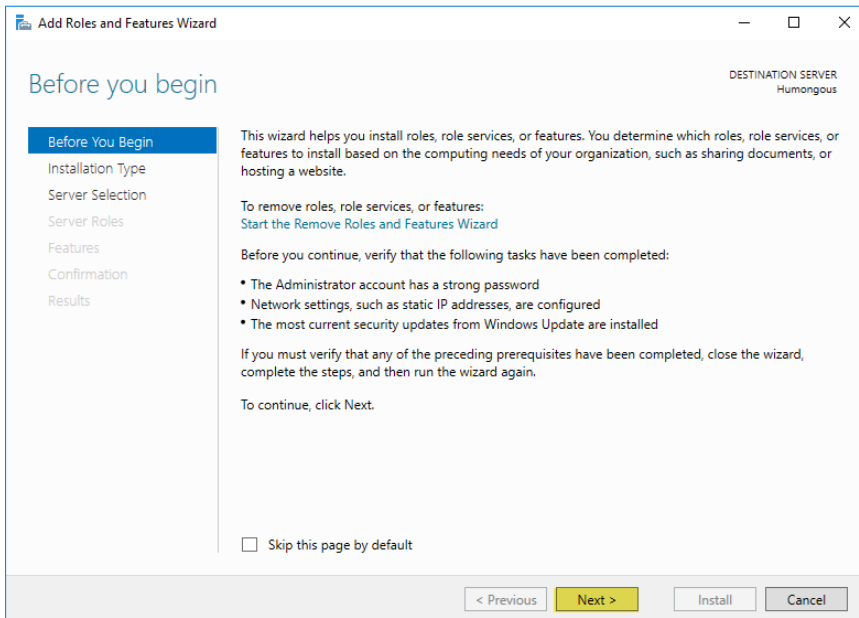 Add Roles and Features Wizard
Before you begin
DESTINATION SERVER
Humongous
Before You Begin
Installation Type
Server Selection
Server Roles
Features
Confirmation
Results
This wizard helps you install roles, role services, or features. You determine which roles, role services, or
features to install based on the computing needs of your organization, such as sharing documents, or
hosting a website.
To remove roles, role services, or features:
Start the Remove Roles and Features Wizard
Before you continue, verify that the following tasks have been completed:
• The Administrator account has a strong password
• Network settings, such as static IP addresses, are configured
• The most current security updates from Windows Update are installed
If you must verify that any of the preceding prerequisites have been completed, close the wizard,
complete the steps, and then run the wizard again.
To continue, click Next.
Skip this page by default
< Previous
Next >
Install
Cancel